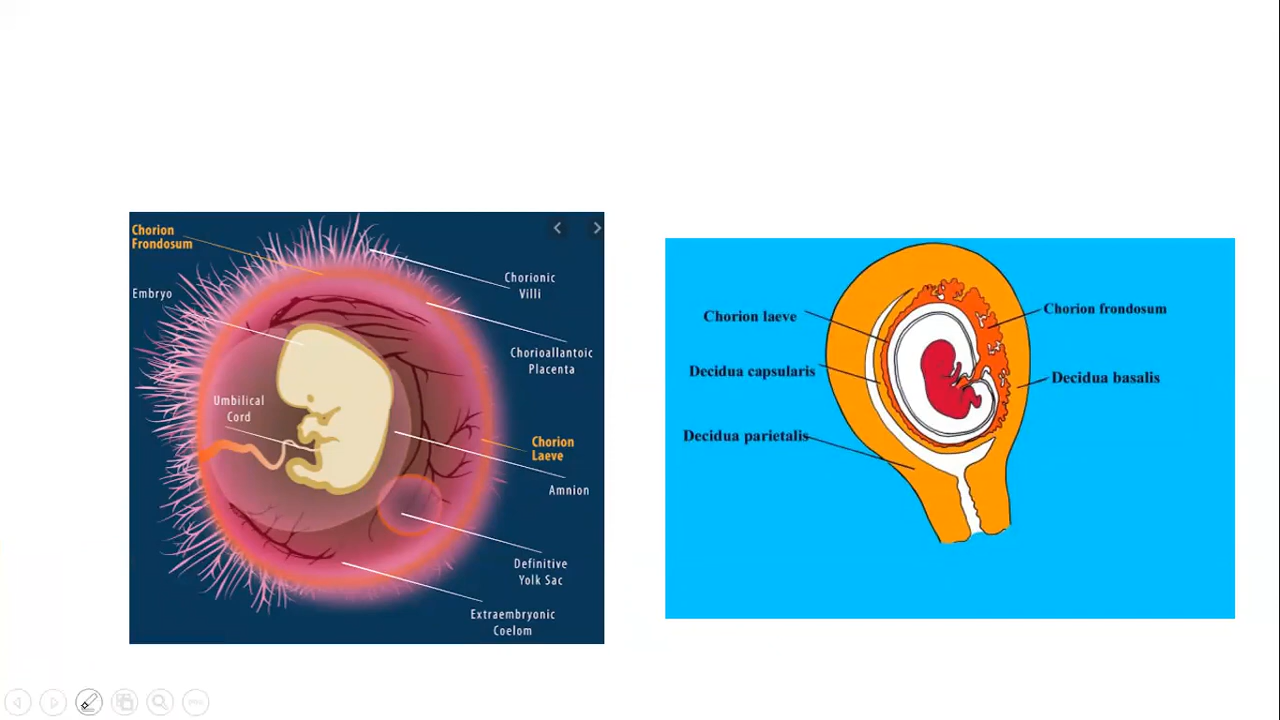 Chorion
Frondosum
Embryo
Chorionic
Villi
Chorioallantoic
Placenta
Umbilical
Cord
Chorion
Laeve
Amnion
Definitive
Yolk Sac
Extraembryonic
Coelom
Chorion laeve
Decidua capsularis
Decidua parietalis
Chorion frondosum
Decidua basalis